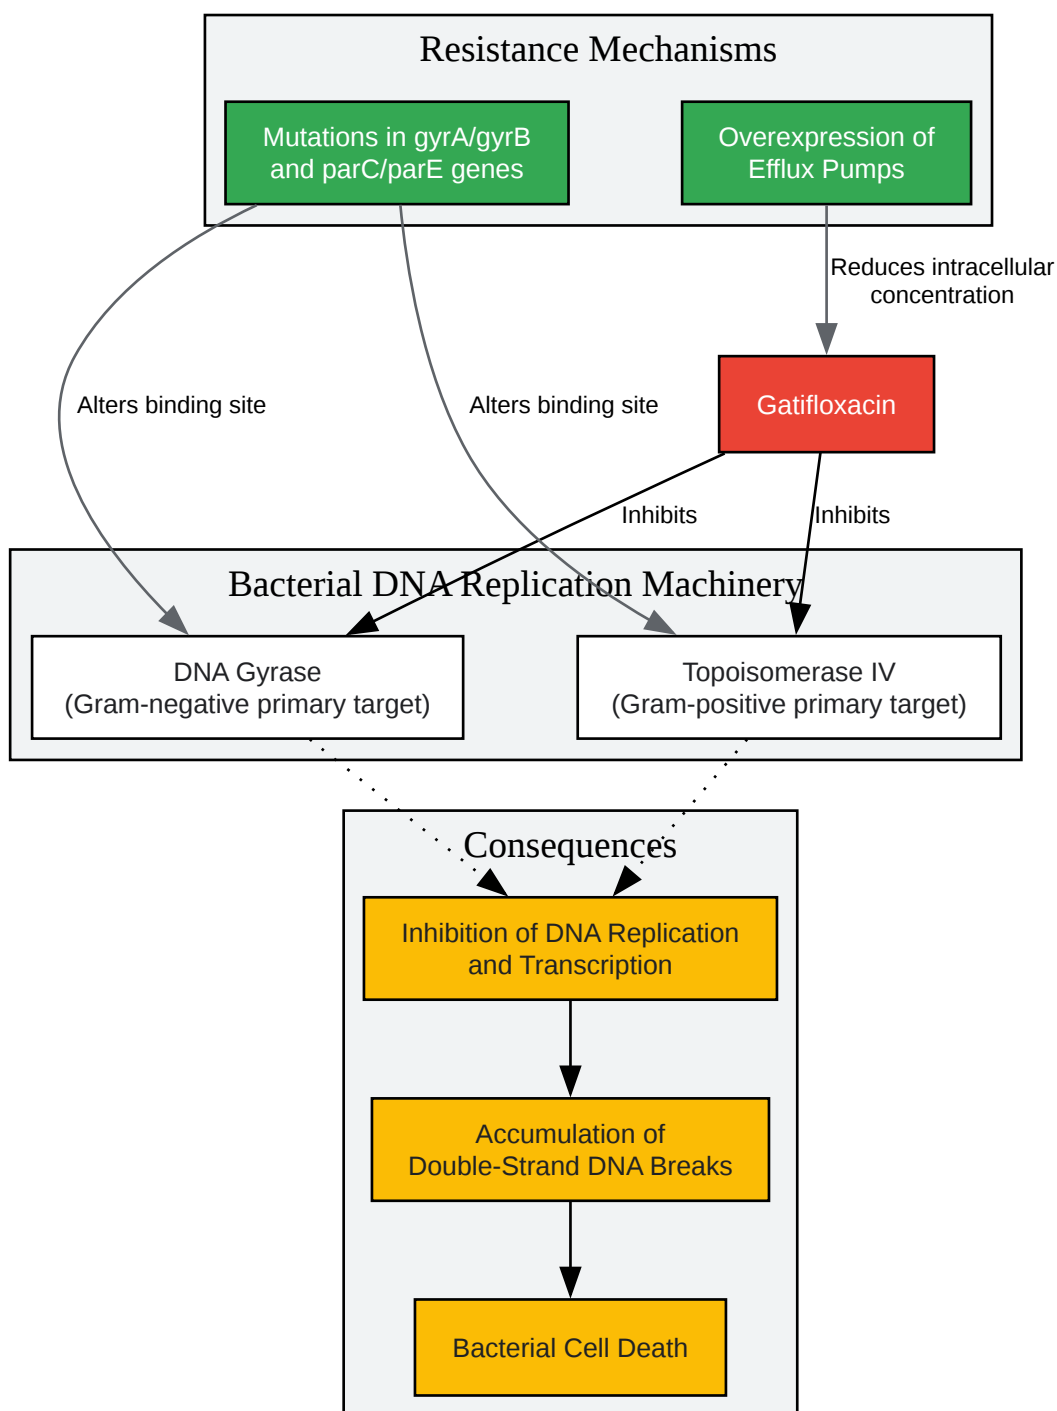 Resistance Mechanisms
Mutations in gyrA/gyrB
and parC/parE genes
Overexpression of
Efflux Pumps
Reduces intracellular
concentration
Alters binding site
Alters binding site
Gatifloxacin
Inhibits
Inhibits
Bacterial DNA Replication Machinery
DNA Gyrase
(Gram-negative primary target)
Topoisomerase IV
(Gram-positive primary target)
Consequences
Inhibition of DNA Replication
and Transcription
Accumulation of
Double-Strand DNA Breaks
Bacterial Cell Death